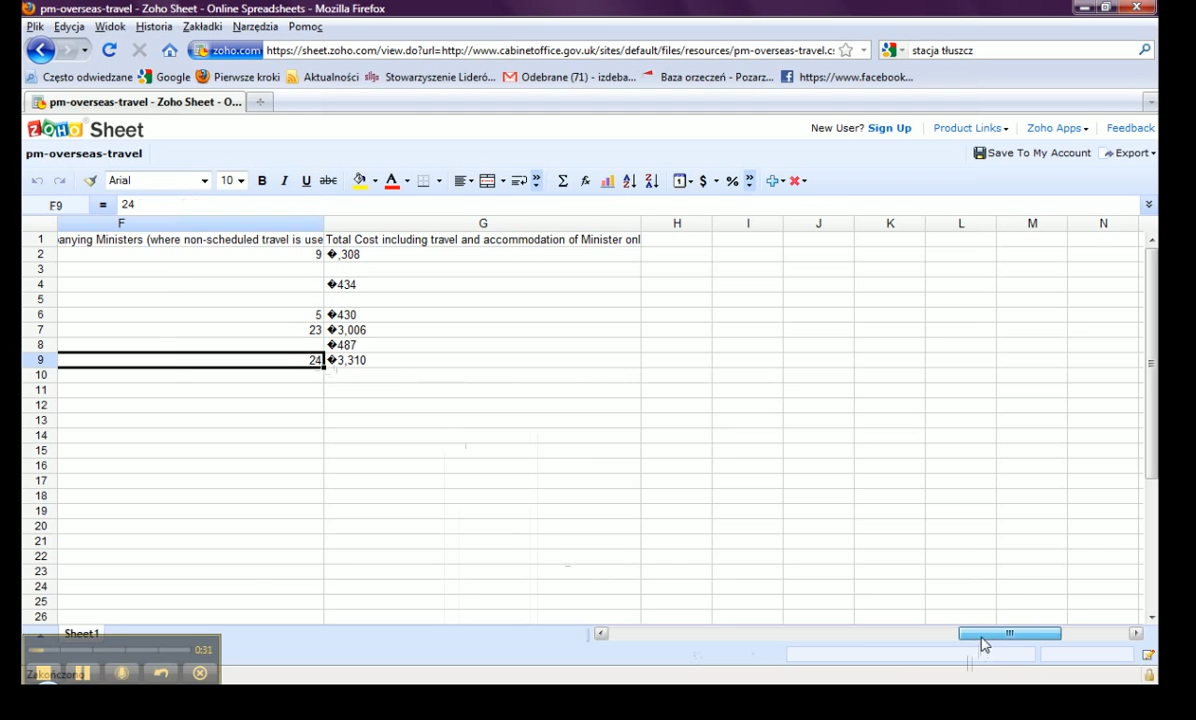 pm-overseas-travel - Zoho Sheet - Online Spreadsheets - Mozilla Firefox
Plik Edycja Widok Historia Zakładki Narzędzia Pomoc
zoho.com https://sheet.zoho.com/view.do?url=http://www.cabinetoffice.gov.uk/sites/default/files/resources/pm-overseas-travel.c: stacja tłuszcz
Często odwiedzane Google Pierwsze kroki Aktualności Stowarzyszenie Lideró... Odebrane (71) - izdeba... Baza orzeczeń - Pozarz... https://www.facebook...
pm-overseas-travel - Zoho Sheet - O...
ZOHO Sheet New User? Sign Up Product Links Zoho Apps Feedback
pm-overseas-travel Save To My Account Export
Arial 10 B I U abc Σ fx $ %
F9 = 24
F G H I J K L M N
1 panying Ministers (where non-scheduled travel is use Total Cost including travel and accommodation of Minister onl
2 9 �,308
3
4 �434
5
6 5 �430
7 23 �3,006
8 �487
9 24 �3,310
10
11
12
13
14
15
16
17
18
19
20
21
22
23
24
25
26
Sheet1
0:31
Zakończono